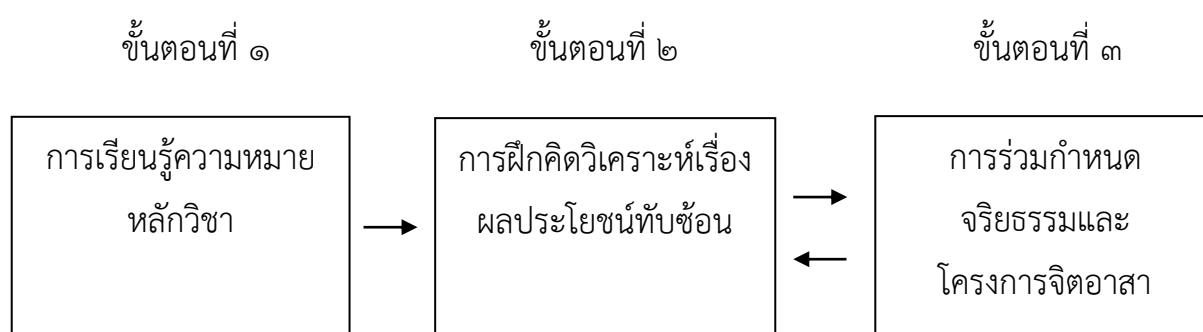 ขั้นตอนที่ ๑
ขั้นตอนที่ ๒
ขั้นตอนที่ ๓
การเรียนรู้ความหมาย
หลักวิชา
การฝึกคิดวิเคราะห์เรื่อง
ผลประโยชน์ทับซ้อน
การร่วมกำหนด
จริยธรรมและ
โครงการจิตอาสา